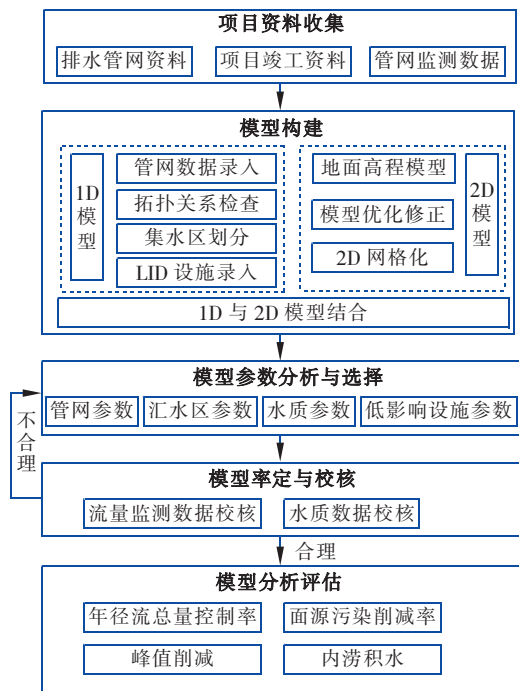 项目资料收集
排水管网资料 项目竣工资料 管网监测数据
模型构建
1D模型
管网数据录入
拓扑关系检查
集水区划分
LID 设施录入
地面高程模型
模型优化修正
2D 网格化
2D模型
1D 与 2D 模型结合
模型参数分析与选择
管网参数 汇水区参数 水质参数 低影响设施参数
不合理
模型率定与校核
流量监测数据校核 水质数据校核
合理
模型分析评估
年径流总量控制率 面源污染削减率
峰值削减 内涝积水